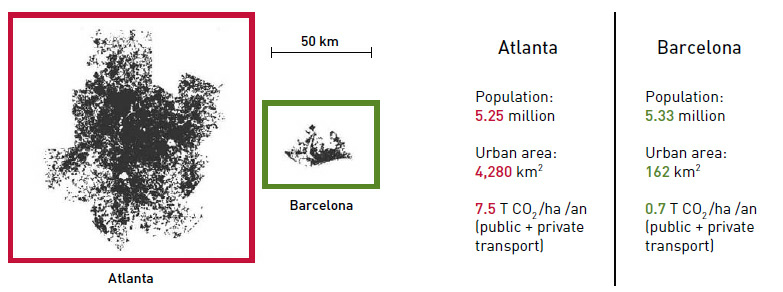 50 km
Barcelona
Atlanta
Atlanta
Population:
5.25 million
Urban area:
4,280 km²
7.5 T CO₂/ha /an
(public + private
transport)
Barcelona
Population:
5.33 million
Urban area:
162 km²
0.7 T CO₂/ha /an
(public + private
transport)